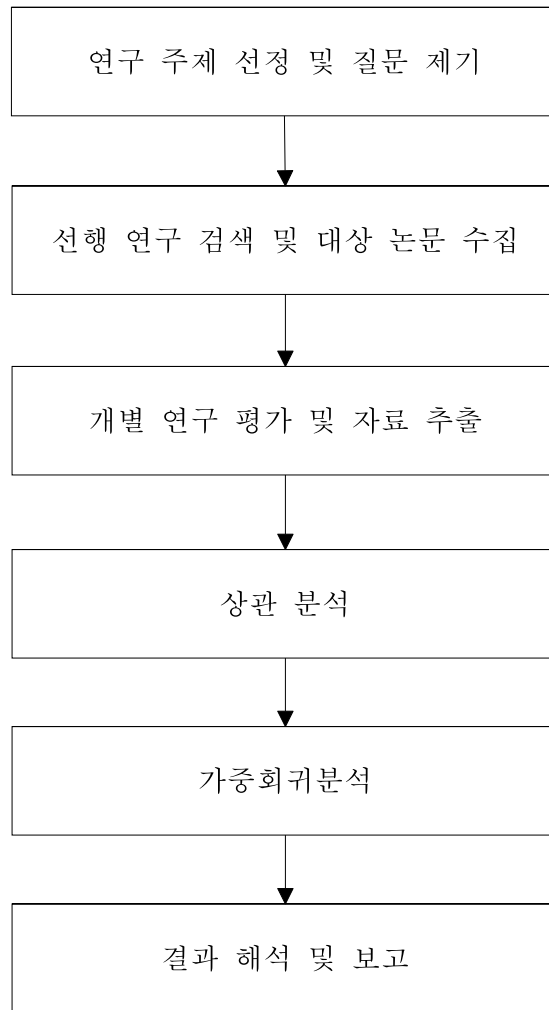 연구 주제 선정 및 질문 제기
선행 연구 검색 및 대상 논문 수집
개별 연구 평가 및 자료 추출
상관 분석
가중회귀분석
결과 해석 및 보고